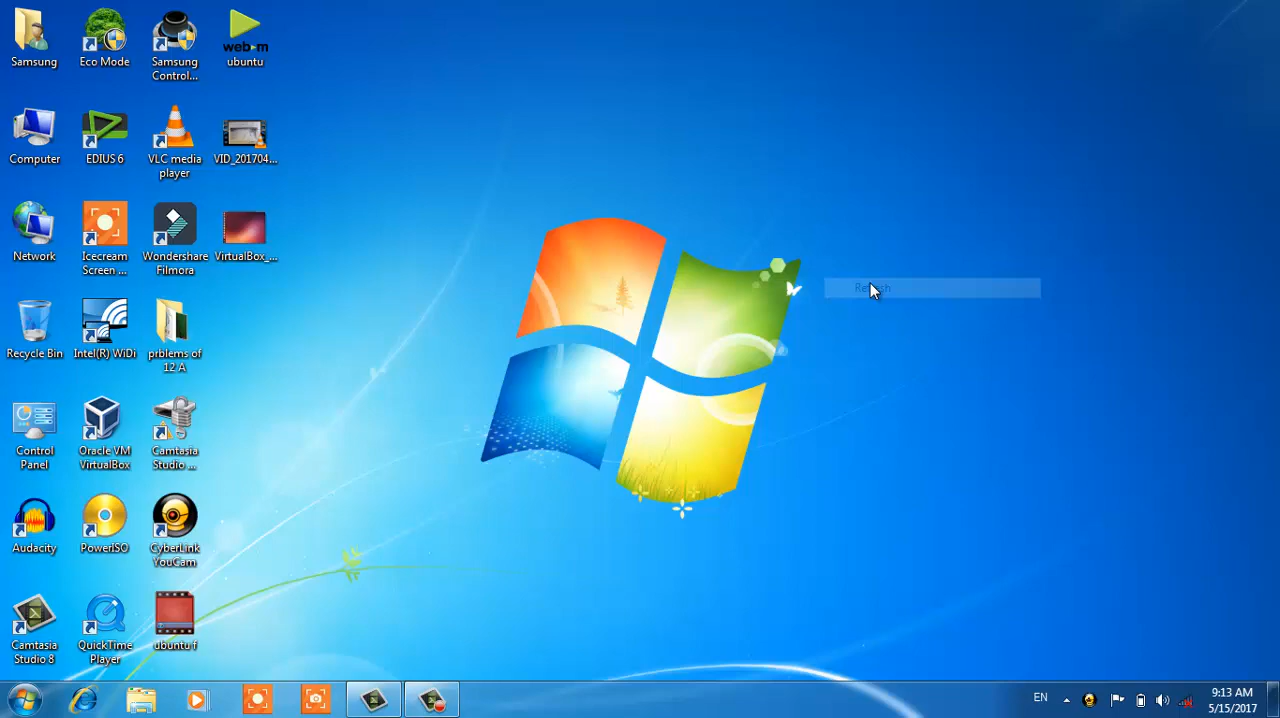 Samsung
Eco Mode
Samsung
Control...
web m
ubuntu
Computer
EDIUS 6
VLC media
player
VID_201704...
Network
Icecream
Screen ...
Wondershare
Filmora
VirtualBox_...
Refresh
Recycle Bin
Intel(R) WiDi
prblems of
12 A
Control
Panel
Oracle VM
VirtualBox
Camtasia
Studio ...
Audacity
PowerISO
CyberLink
YouCam
Camtasia
Studio 8
QuickTime
Player
ubuntu f
EN
9:13 AM
5/15/2017